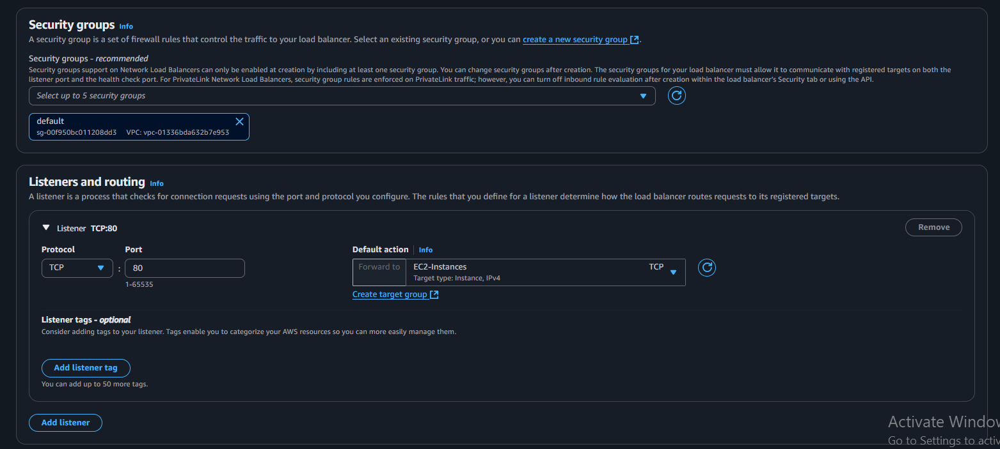 Security groups Info
A security group is a set of firewall rules that control the traffic to your load balancer. Select an existing security group, or you can create a new security group.
Security groups - recommended
Security groups support on Network Load Balancers can only be enabled at creation by including at least one security group. You can change security groups after creation. The security groups for your load balancer must allow it to communicate with registered targets on both the
listener port and the health check port. For PrivateLink Network Load Balancers, security group rules are enforced on PrivateLink traffic; however, you can turn off inbound rule evaluation after creation within the load balancer's Security tab or using the API.
Select up to 5 security groups
default
sg-00f950bc011208dd3 VPC: vpc-01336bda632b7e953
Listeners and routing Info
A listener is a process that checks for connection requests using the port and protocol you configure. The rules that you define for a listener determine how the load balancer routes requests to its registered targets.
Listener TCP:80
Remove
Protocol Port Default action Info
TCP : 80 Forward to EC2-Instances TCP
Target type: Instance, IPv4
1-65535
Create target group
Listener tags - optional
Consider adding tags to your listener. Tags enable you to categorize your AWS resources so you can more easily manage them.
Add listener tag
You can add up to 50 more tags.
Add listener
Activate Window
Go to Settings to activ